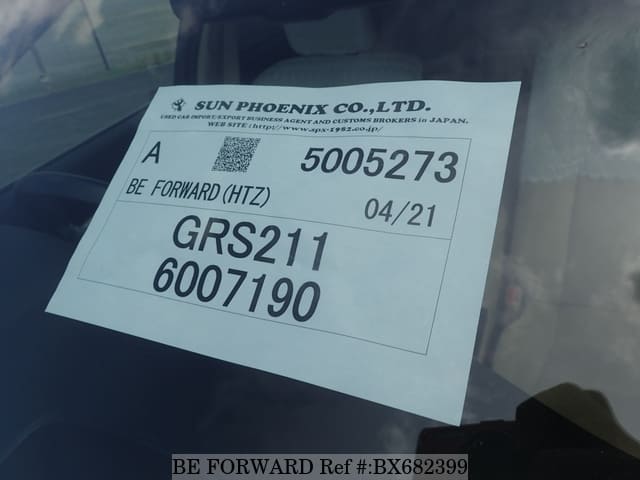 SUN PHOENIX CO.,LTD.
USED CAR IMPORT/EXPORT BUSINESS AGENT AND CUSTOMS BROKERS in JAPAN.
WEB SITE : http://www.spx-1982.co.jp/
A 5005273
BE FORWARD(HTZ) 04/21
GRS211
6007190
BE FORWARD Ref #:BX682399